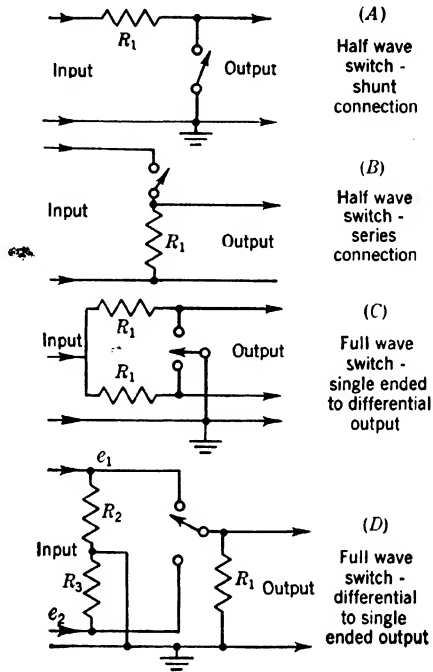 (A)
R1
Input
Output
Half wave
switch -
shunt
connection
(B)
Input
R1
Output
Half wave
switch -
series
connection
(C)
R1
Input
Output
R1
Full wave
switch -
single ended
to differential
output
(D)
e1
R2
Input
R3
R1
Output
e2
Full wave
switch -
differential
to single
ended output